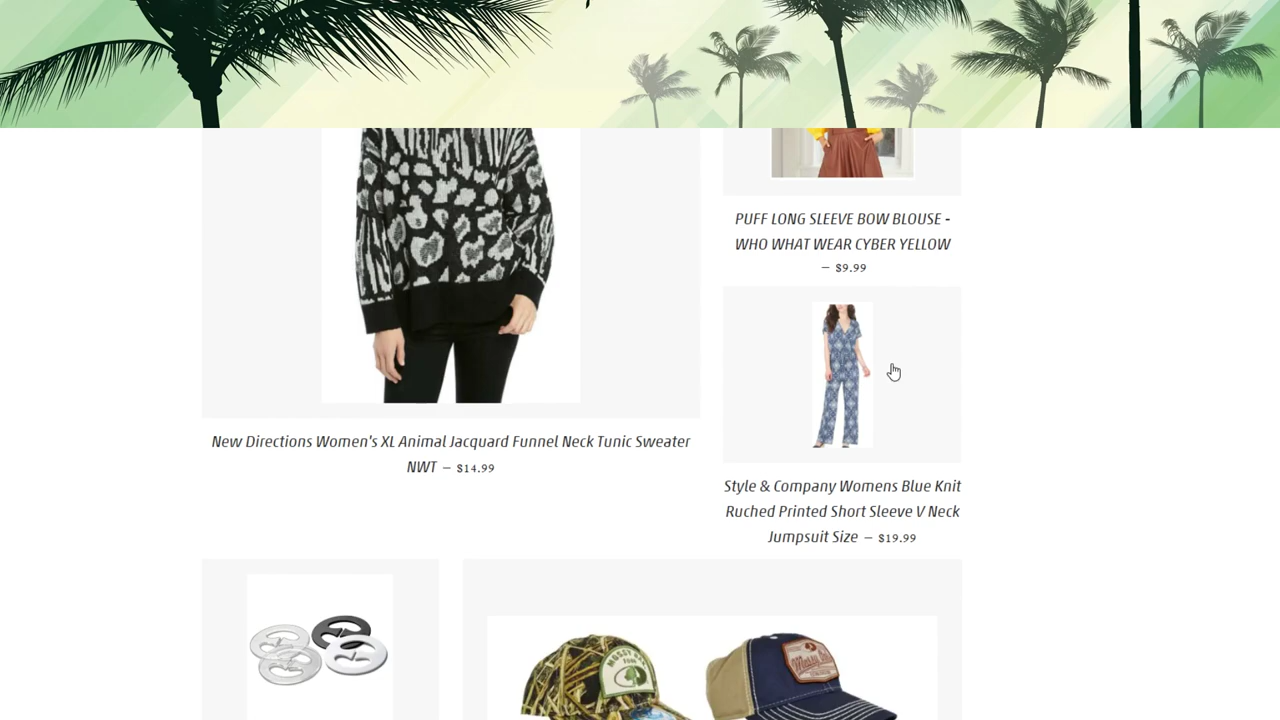 PUFF LONG SLEEVE BOW BLOUSE -
WHO WHAT WEAR CYBER YELLOW
— $9.99
New Directions Women's XL Animal Jacquard Funnel Neck Tunic Sweater
NWT — $14.99
Style & Company Womens Blue Knit
Ruched Printed Short Sleeve V Neck
Jumpsuit Size — $19.99
MOSSY OAK